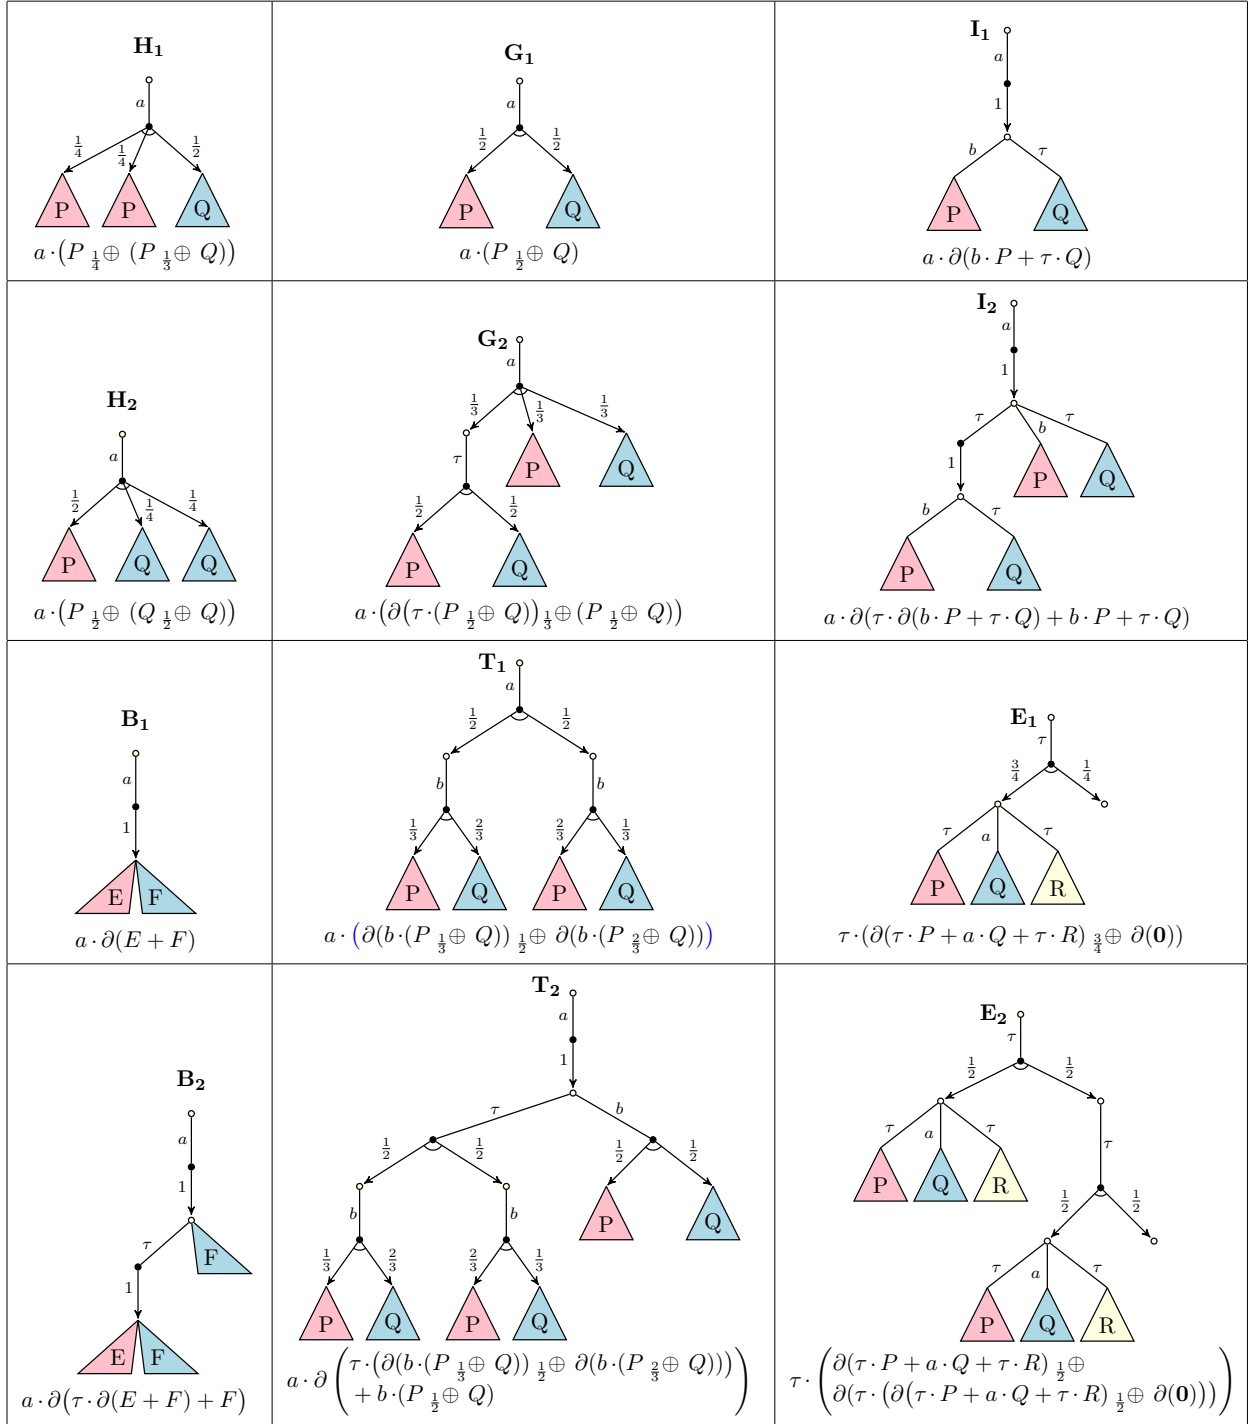 H₁
a
1/4 1/4 1/2
P P Q
a·(P 1/4⊕ (P 1/3⊕ Q))
G₁
a
1/2 1/2
P Q
a·(P 1/2⊕ Q)
I₁
a
1
b τ
P Q
a·∂(b·P + τ·Q)
H₂
a
1/2 1/4 1/4
P Q Q
a·(P 1/2⊕ (Q 1/2⊕ Q))
G₂
a
1/3 1/3 1/3
τ P Q
1/2 1/2
P Q
a·(∂(τ·(P 1/2⊕ Q)) 1/3⊕ (P 1/2⊕ Q))
I₂
a
1
τ b τ
1 P Q
b τ
P Q
a·∂(τ·∂(b·P + τ·Q) + b·P + τ·Q)
B₁
a
1
E F
a·∂(E + F)
T₁
a
1/2 1/2
b b
1/3 2/3 2/3 1/3
P Q P Q
a·(∂(b·(P 1/3⊕ Q)) 1/2⊕ ∂(b·(P 2/3⊕ Q)))
E₁
τ
3/4 1/4
τ a τ
P Q R
τ·(∂(τ·P + a·Q + τ·R) 3/4⊕ ∂(0))
B₂
a
1
τ F
1
E F
a·∂(τ·∂(E + F) + F)
T₂
a
1
τ b
1/2 1/2 1/2 1/2
b b P Q
1/3 2/3 2/3 1/3
P Q P Q
a·∂(τ·(∂(b·(P 1/3⊕ Q)) 1/2⊕ ∂(b·(P 2/3⊕ Q)))
+ b·(P 1/2⊕ Q))
E₂
τ
1/2 1/2
τ a τ τ
P Q R
1/2 1/2
τ a τ
P Q R
τ·(∂(τ·P + a·Q + τ·R) 1/2⊕
∂(τ·(∂(τ·P + a·Q + τ·R) 1/2⊕ ∂(0))))